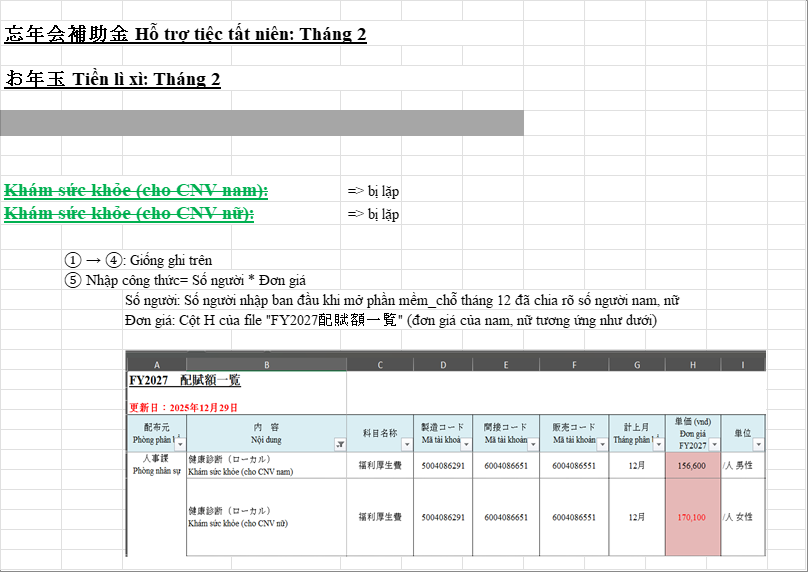 忘年会補助金 Hỗ trợ tiệc tất niên: Tháng 2
お年玉 Tiền lì xì: Tháng 2
Khám sức khỏe (cho CNV nam): => bị lặp
Khám sức khỏe (cho CNV nữ): => bị lặp
① → ④: Giống ghi trên
⑤ Nhập công thức= Số người * Đơn giá
Số người: Số người nhập ban đầu khi mở phần mềm_chỗ tháng 12 đã chia rõ số người nam, nữ
Đơn giá: Cột H của file "FY2027配賦額一覧" (đơn giá của nam, nữ tương ứng như dưới)
A B C D E F G H I
FY2027 配賦額一覧
更新日：2025年12月29日
配布元 内 容 科目名称 製造コード 間接コード 販売コード 計上月 単価 (vnđ) 単位
Phòng phân Nội dung Mã tài khoả Mã tài khoản Mã tài khoản Tháng phân Đơn giá
FY2027
人事課 健康診断（ローカル） 福利厚生費 5004086291 6004086651 6004086551 12月 156,600 /人 男性
Phòng nhân sự Khám sức khỏe (cho CNV nam)
健康診断（ローカル） 福利厚生費 5004086291 6004086651 6004086551 12月 170,100 /人 女性
Khám sức khỏe (cho CNV nữ)